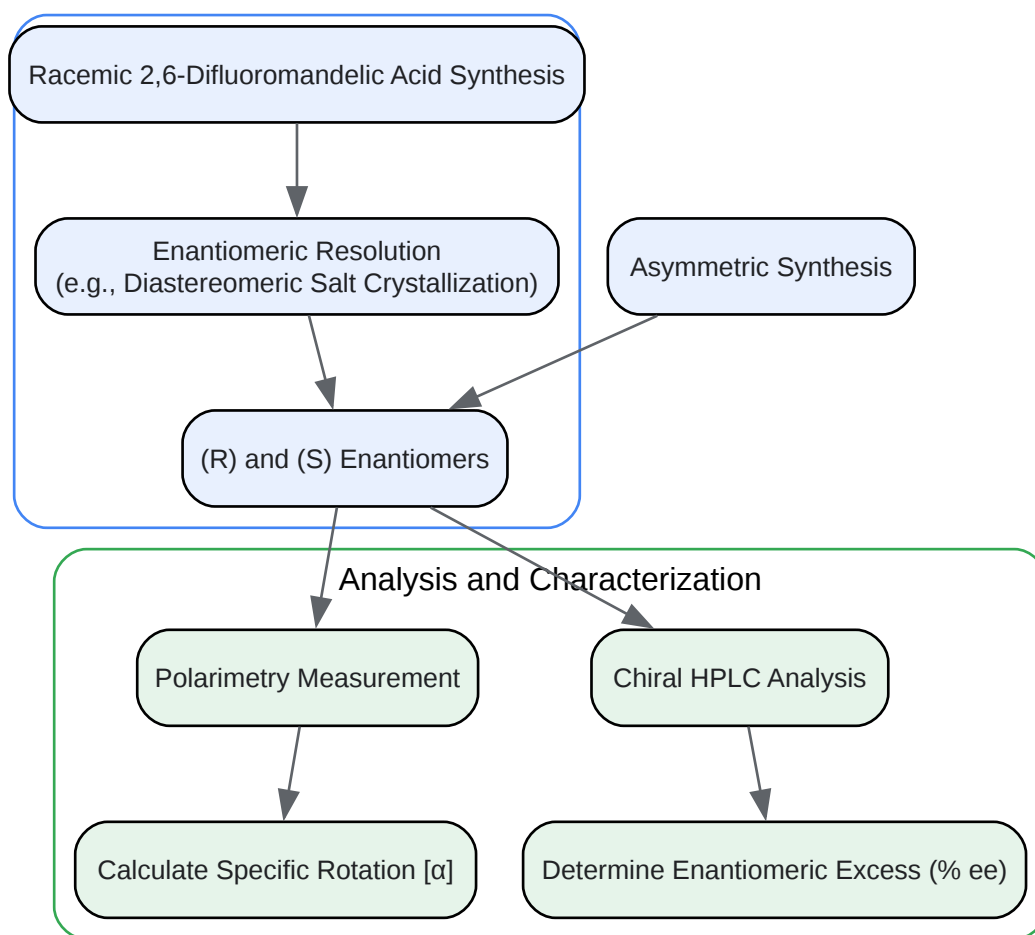 Racemic 2,6-Difluoromandelic Acid Synthesis
Enantiomeric Resolution
(e.g., Diastereomeric Salt Crystallization)
Asymmetric Synthesis
(R) and (S) Enantiomers
Analysis and Characterization
Polarimetry Measurement
Chiral HPLC Analysis
Calculate Specific Rotation [α]
Determine Enantiomeric Excess (% ee)